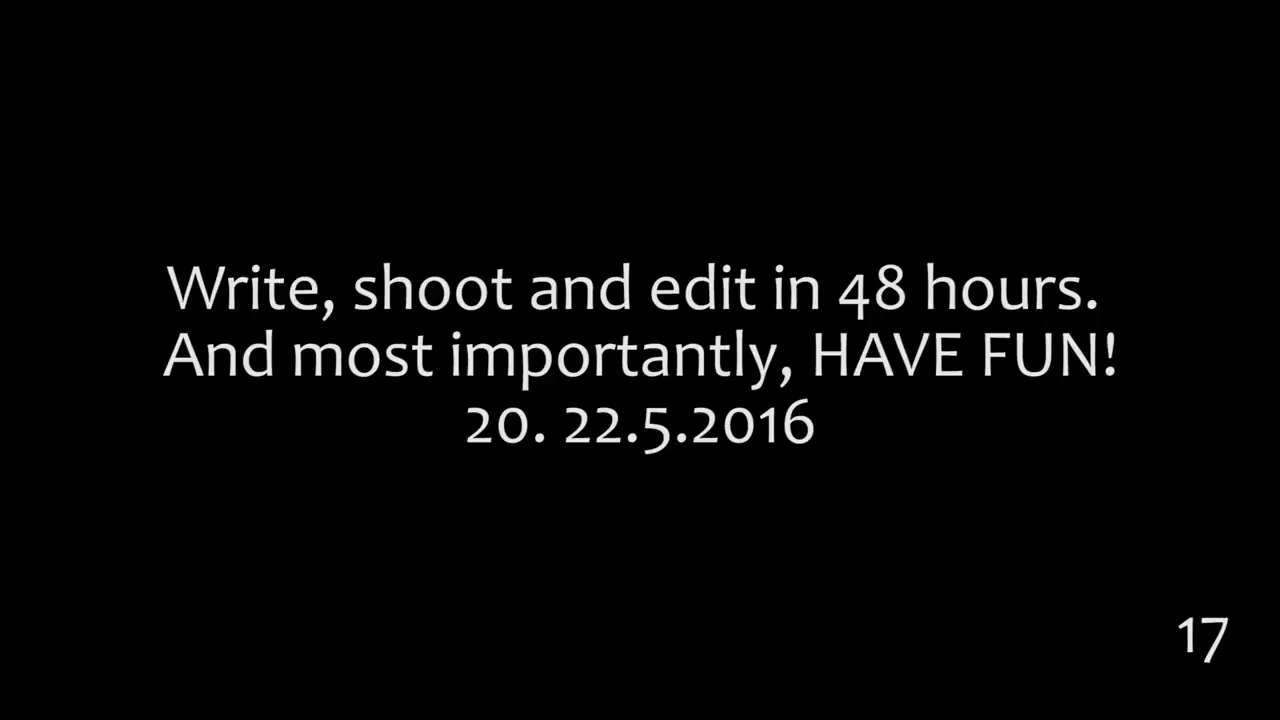 Write, shoot and edit in 48 hours.
And most importantly, HAVE FUN!
20. 22.5.2016
17